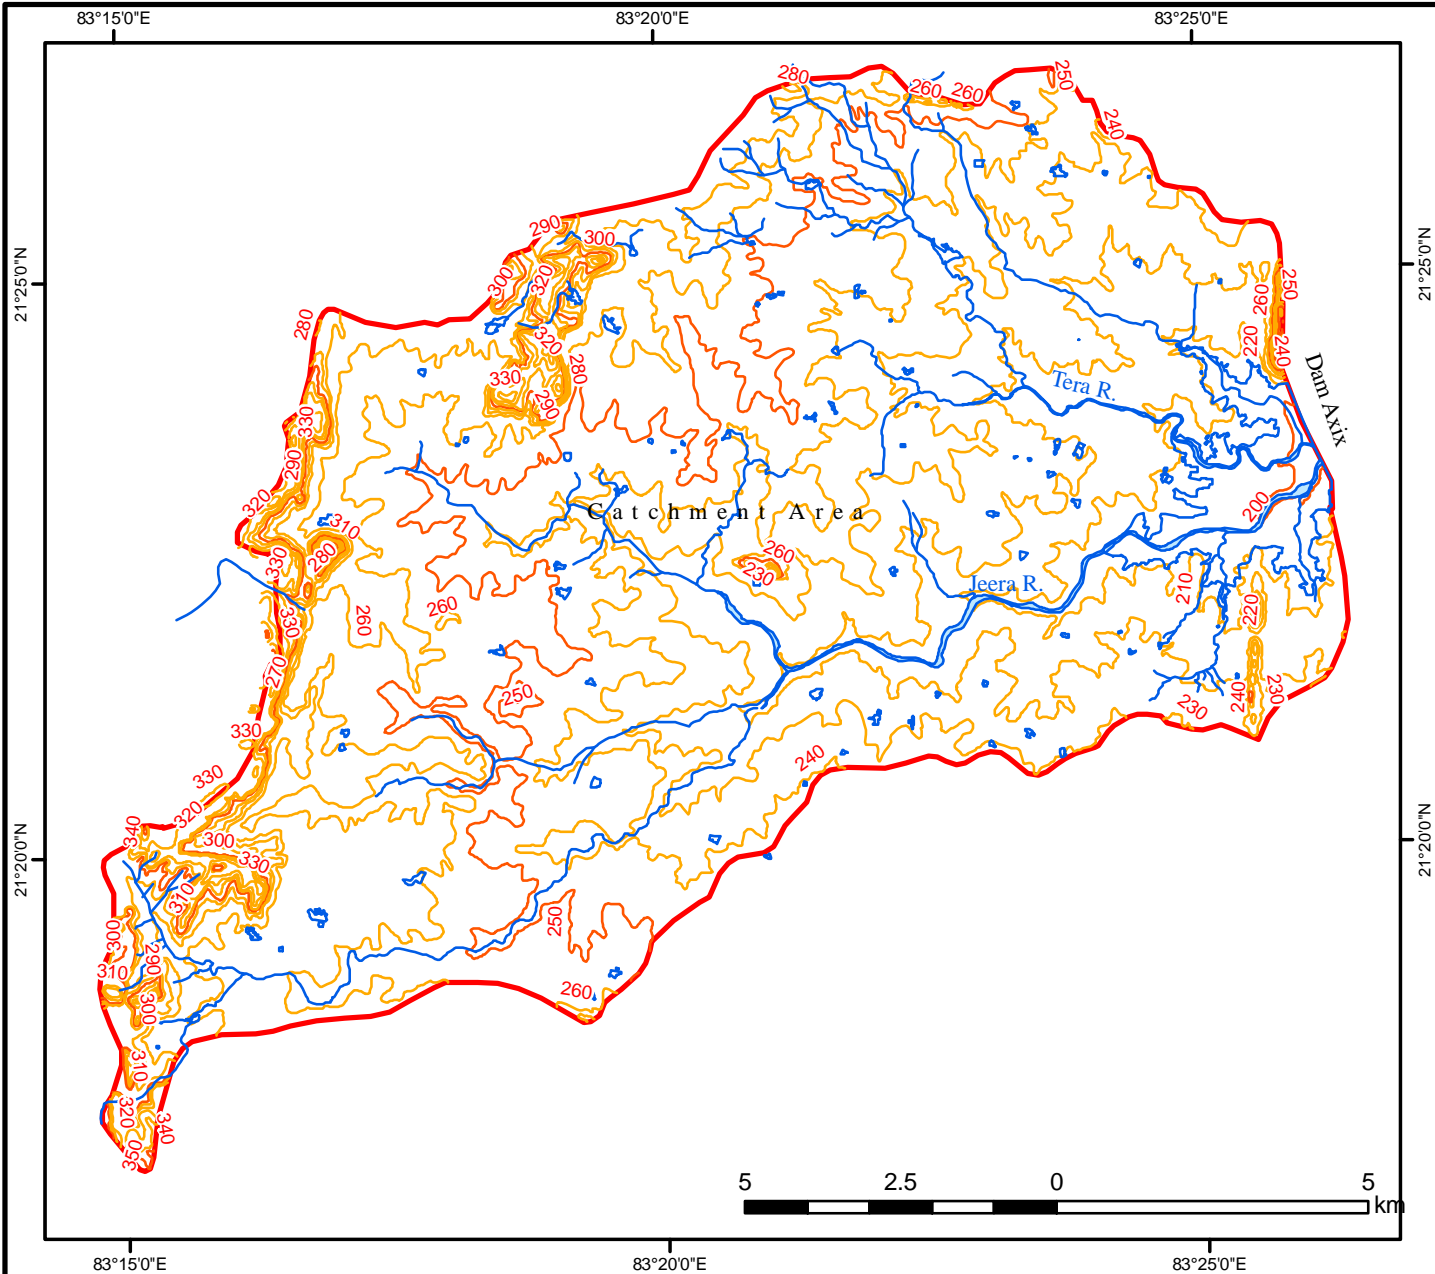 83°15'0"E 83°20'0"E 83°25'0"E
280 260 260 250
240
290 300
21°25'0"N 21°25'0"N
300 320 250 260
280 320 220 240
280 330 290
Dam Axix
Tera R.
330
290
320 310 200
Catchment Area
330 280 260 230
Jeera R. 210
260 260 220
330
270
250 240 230 230
330
240
330
320
340 300 330
21°20'0"N 21°20'0"N
310
300 250
290
310
260
300
310
320 340
350
5 2.5 0 5
km
83°15'0"E 83°20'0"E 83°25'0"E